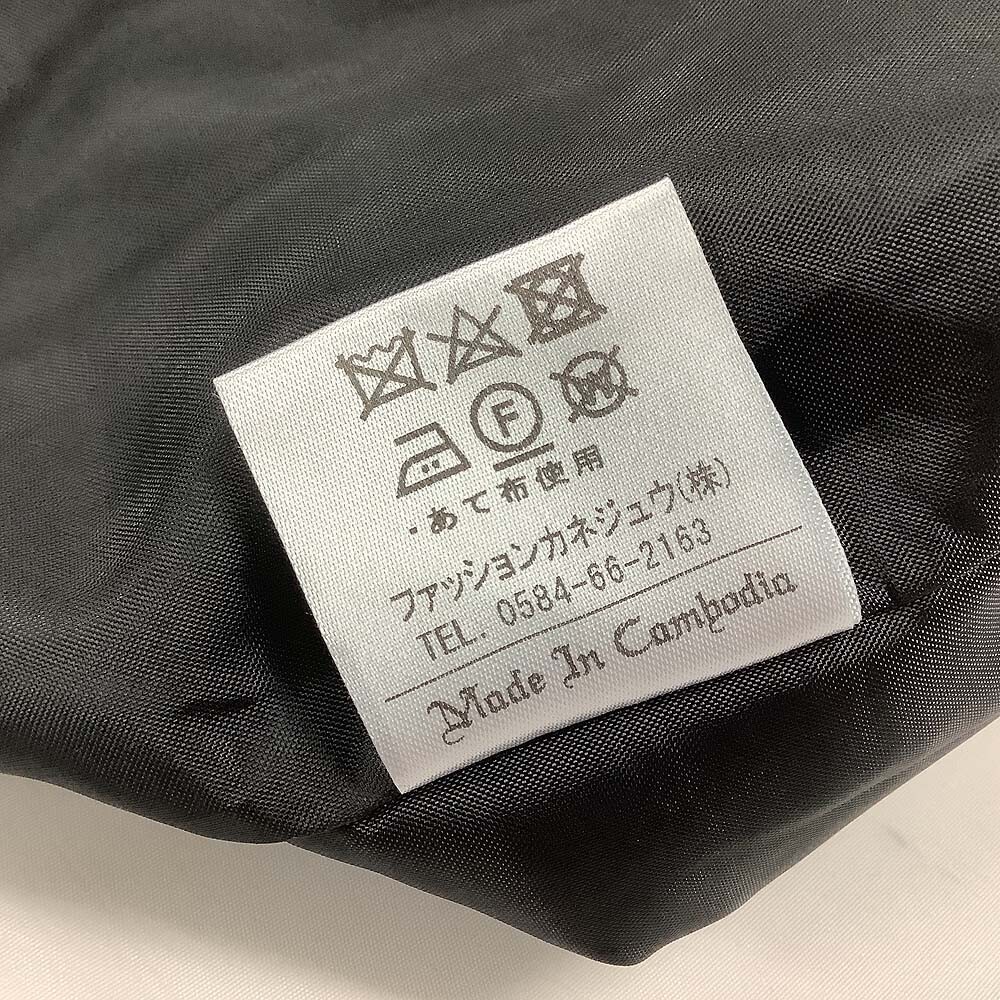 F W
・あて布使用
ファッションカネジュウ(株)
TEL. 0584-66-2163
Made In Cambodia